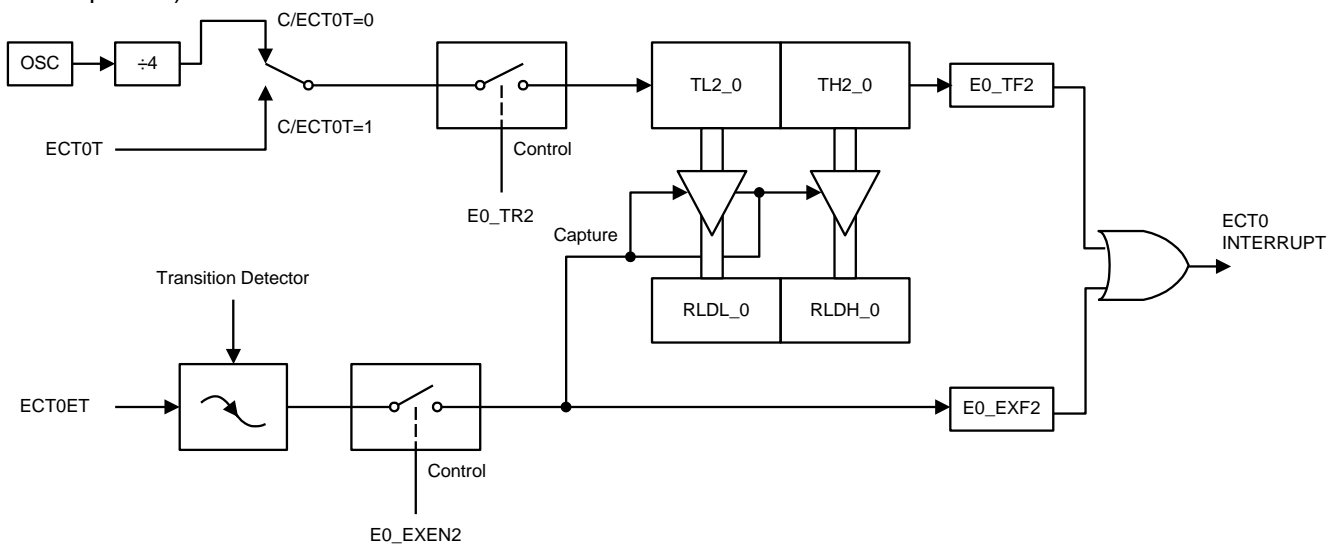 C/ECT0T=0
OSC
÷4
TL2_0
TH2_0
E0_TF2
C/ECT0T=1
ECT0T
Control
E0_TR2
Capture
ECT0
INTERRUPT
Transition Detector
RLDL_0
RLDH_0
ECT0ET
E0_EXF2
Control
E0_EXEN2